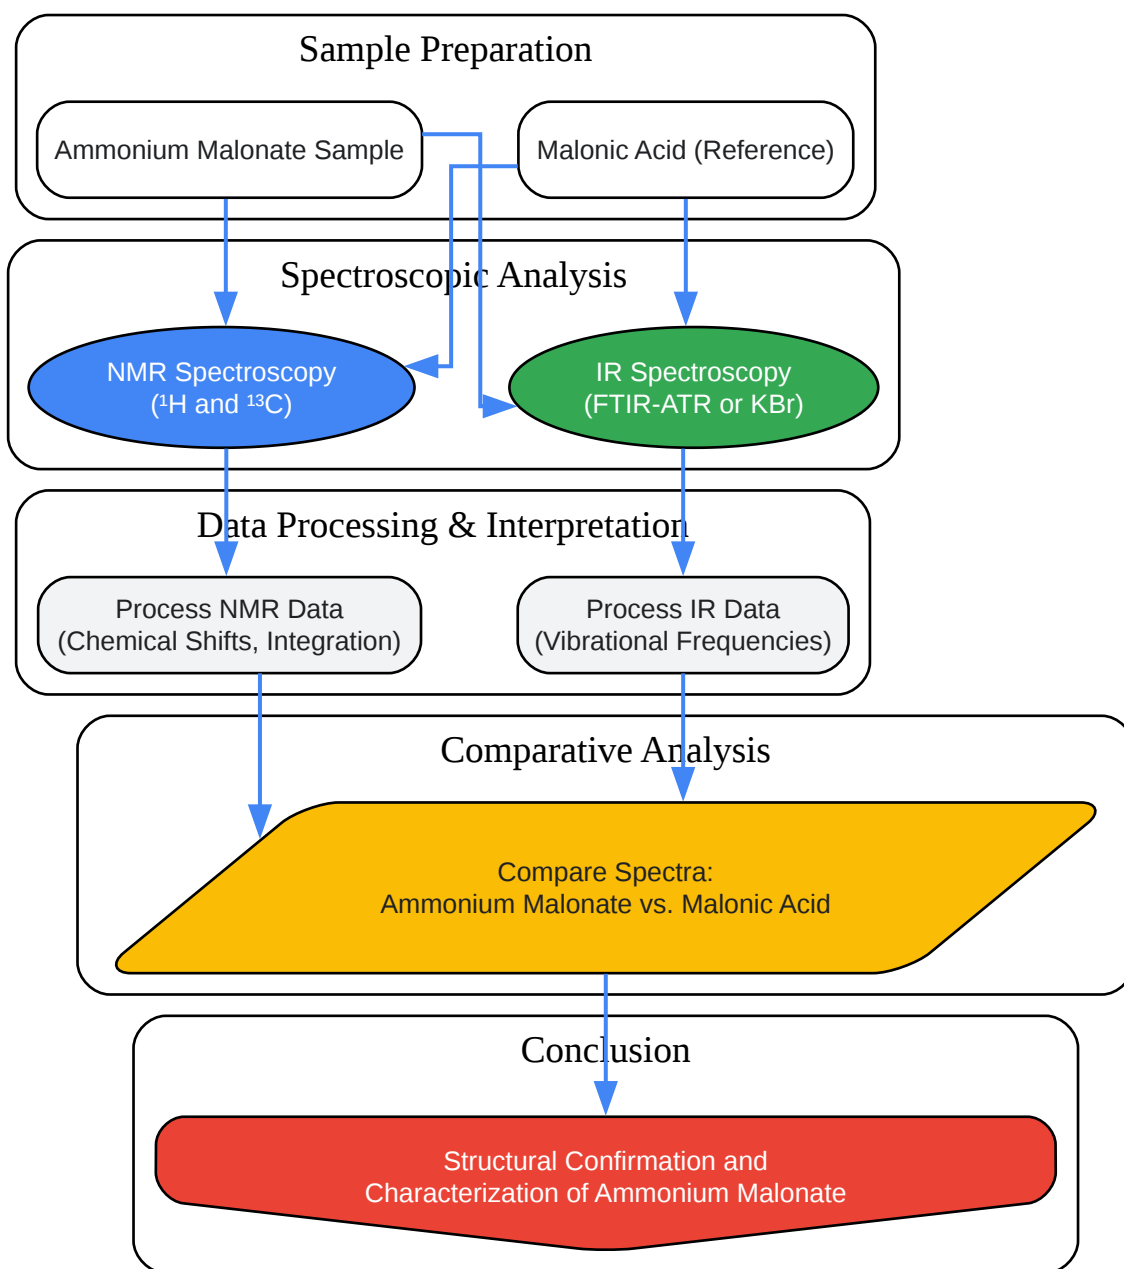 Sample Preparation
Ammonium Malonate Sample
Malonic Acid (Reference)
Spectroscopic Analysis
NMR Spectroscopy
(¹H and ¹³C)
IR Spectroscopy
(FTIR-ATR or KBr)
Data Processing & Interpretation
Process NMR Data
(Chemical Shifts, Integration)
Process IR Data
(Vibrational Frequencies)
Comparative Analysis
Compare Spectra:
Ammonium Malonate vs. Malonic Acid
Conclusion
Structural Confirmation and
Characterization of Ammonium Malonate